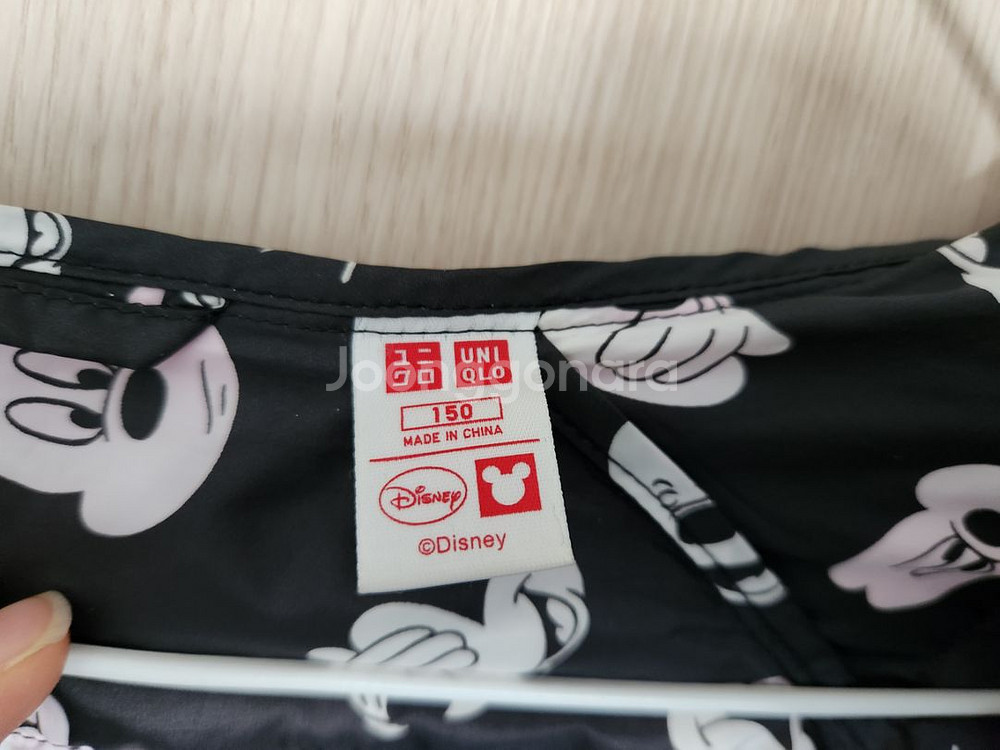 ユニ UNI
クロ QLO
Joonggonara
150
MADE IN CHINA
Disney
©Disney